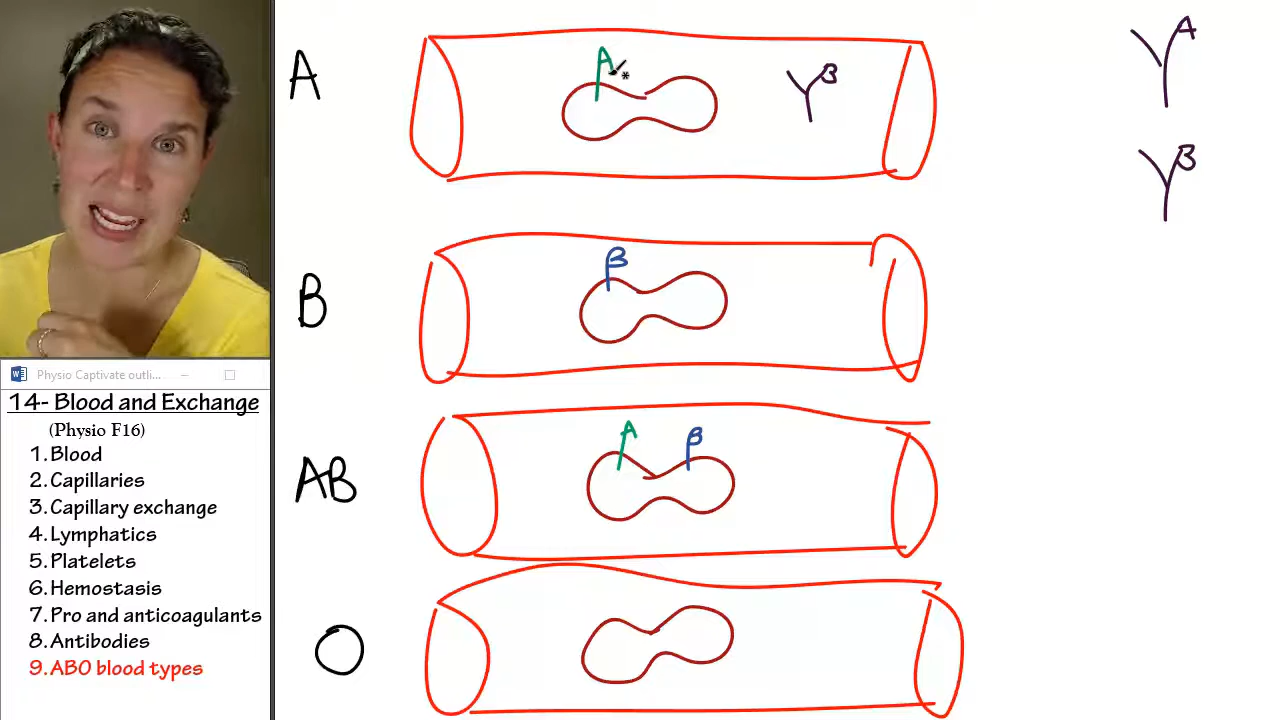 A
A
B
A
B
B
β
AB
A
β
O
Physio Captivate outli...
14- Blood and Exchange
(Physio F16)
1. Blood
2. Capillaries
3. Capillary exchange
4. Lymphatics
5. Platelets
6. Hemostasis
7. Pro and anticoagulants
8. Antibodies
9. ABO blood types